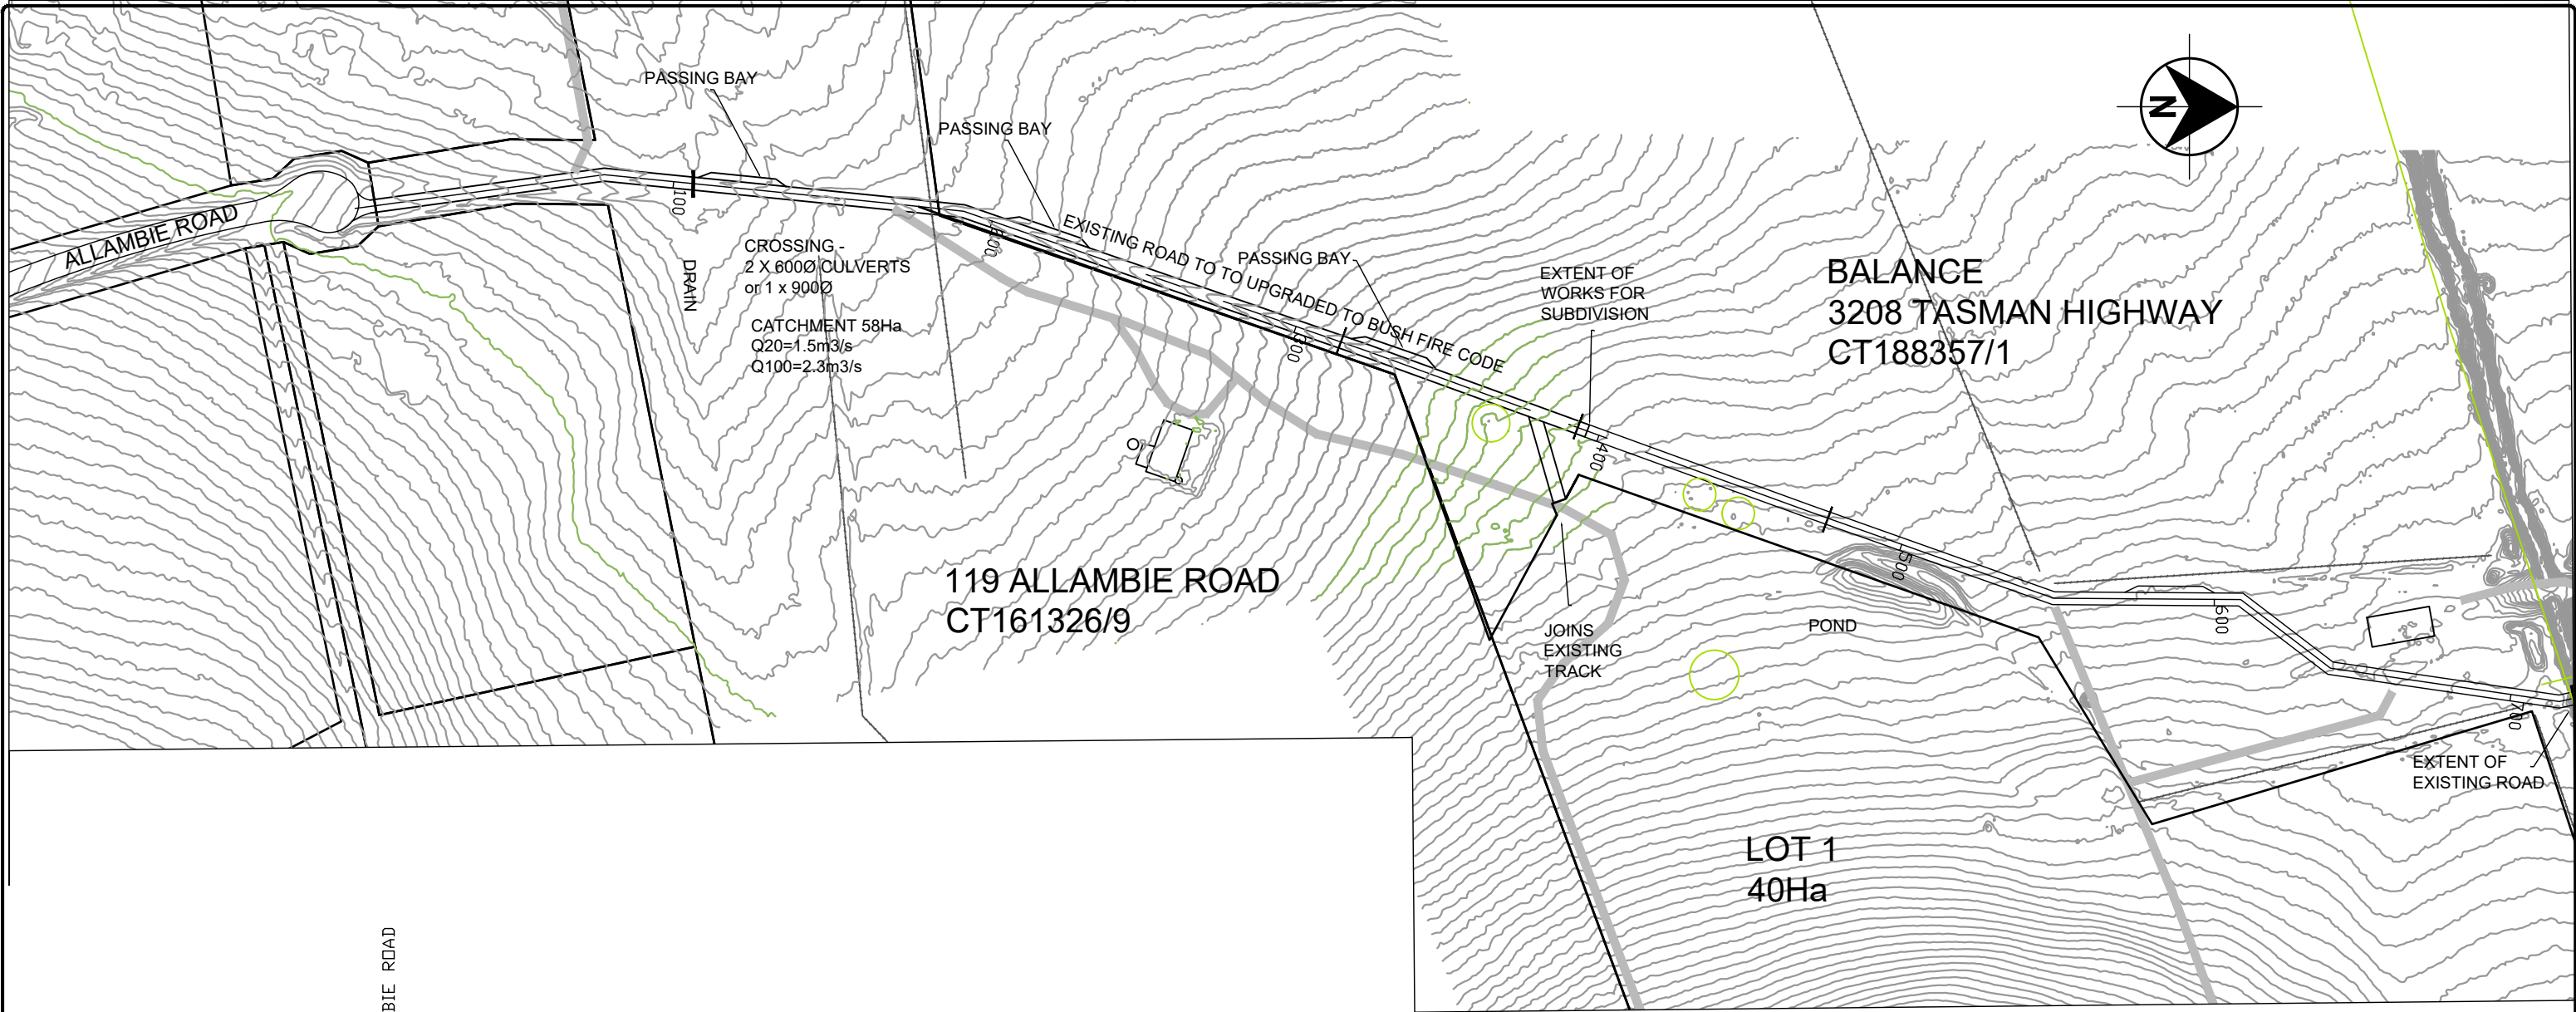 PASSING BAY
PASSING BAY
N
ALLAMBIE ROAD
100
DRAIN
CROSSING -
2 X 600Ø CULVERTS
or 1 x 900Ø
CATCHMENT 58Ha
Q20=1.5m3/s
Q100=2.3m3/s
200
EXISTING ROAD TO TO UPGRADED TO BUSH FIRE CODE
PASSING BAY
300
EXTENT OF
WORKS FOR
SUBDIVISION
BALANCE
3208 TASMAN HIGHWAY
CT188357/1
400
500
119 ALLAMBIE ROAD
CT161326/9
JOINS
EXISTING
TRACK
POND
600
700
EXTENT OF
EXISTING ROAD
LOT 1
40Ha
BIE ROAD